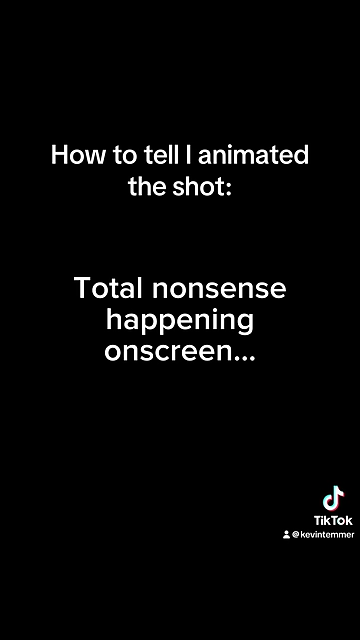 How to tell I animated
the shot:
Total nonsense
happening
onscreen...
TikTok
@kevintemmer